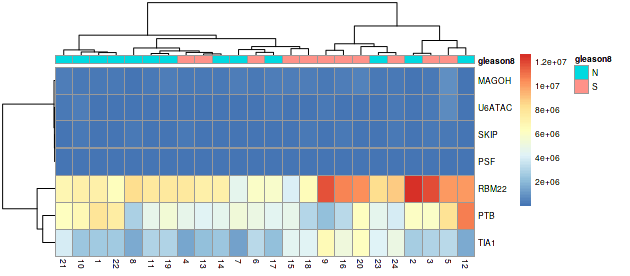 gleason8
MAGOH
U6ATAC
SKIP
PSF
RBM22
PTB
TIA1
21 10 1 22 8 11 19 4 13 14 7 6 17 15 18 9 16 20 23 24 2 3 5 12
1.2e+07
1e+07
8e+06
6e+06
4e+06
2e+06
gleason8
N
S